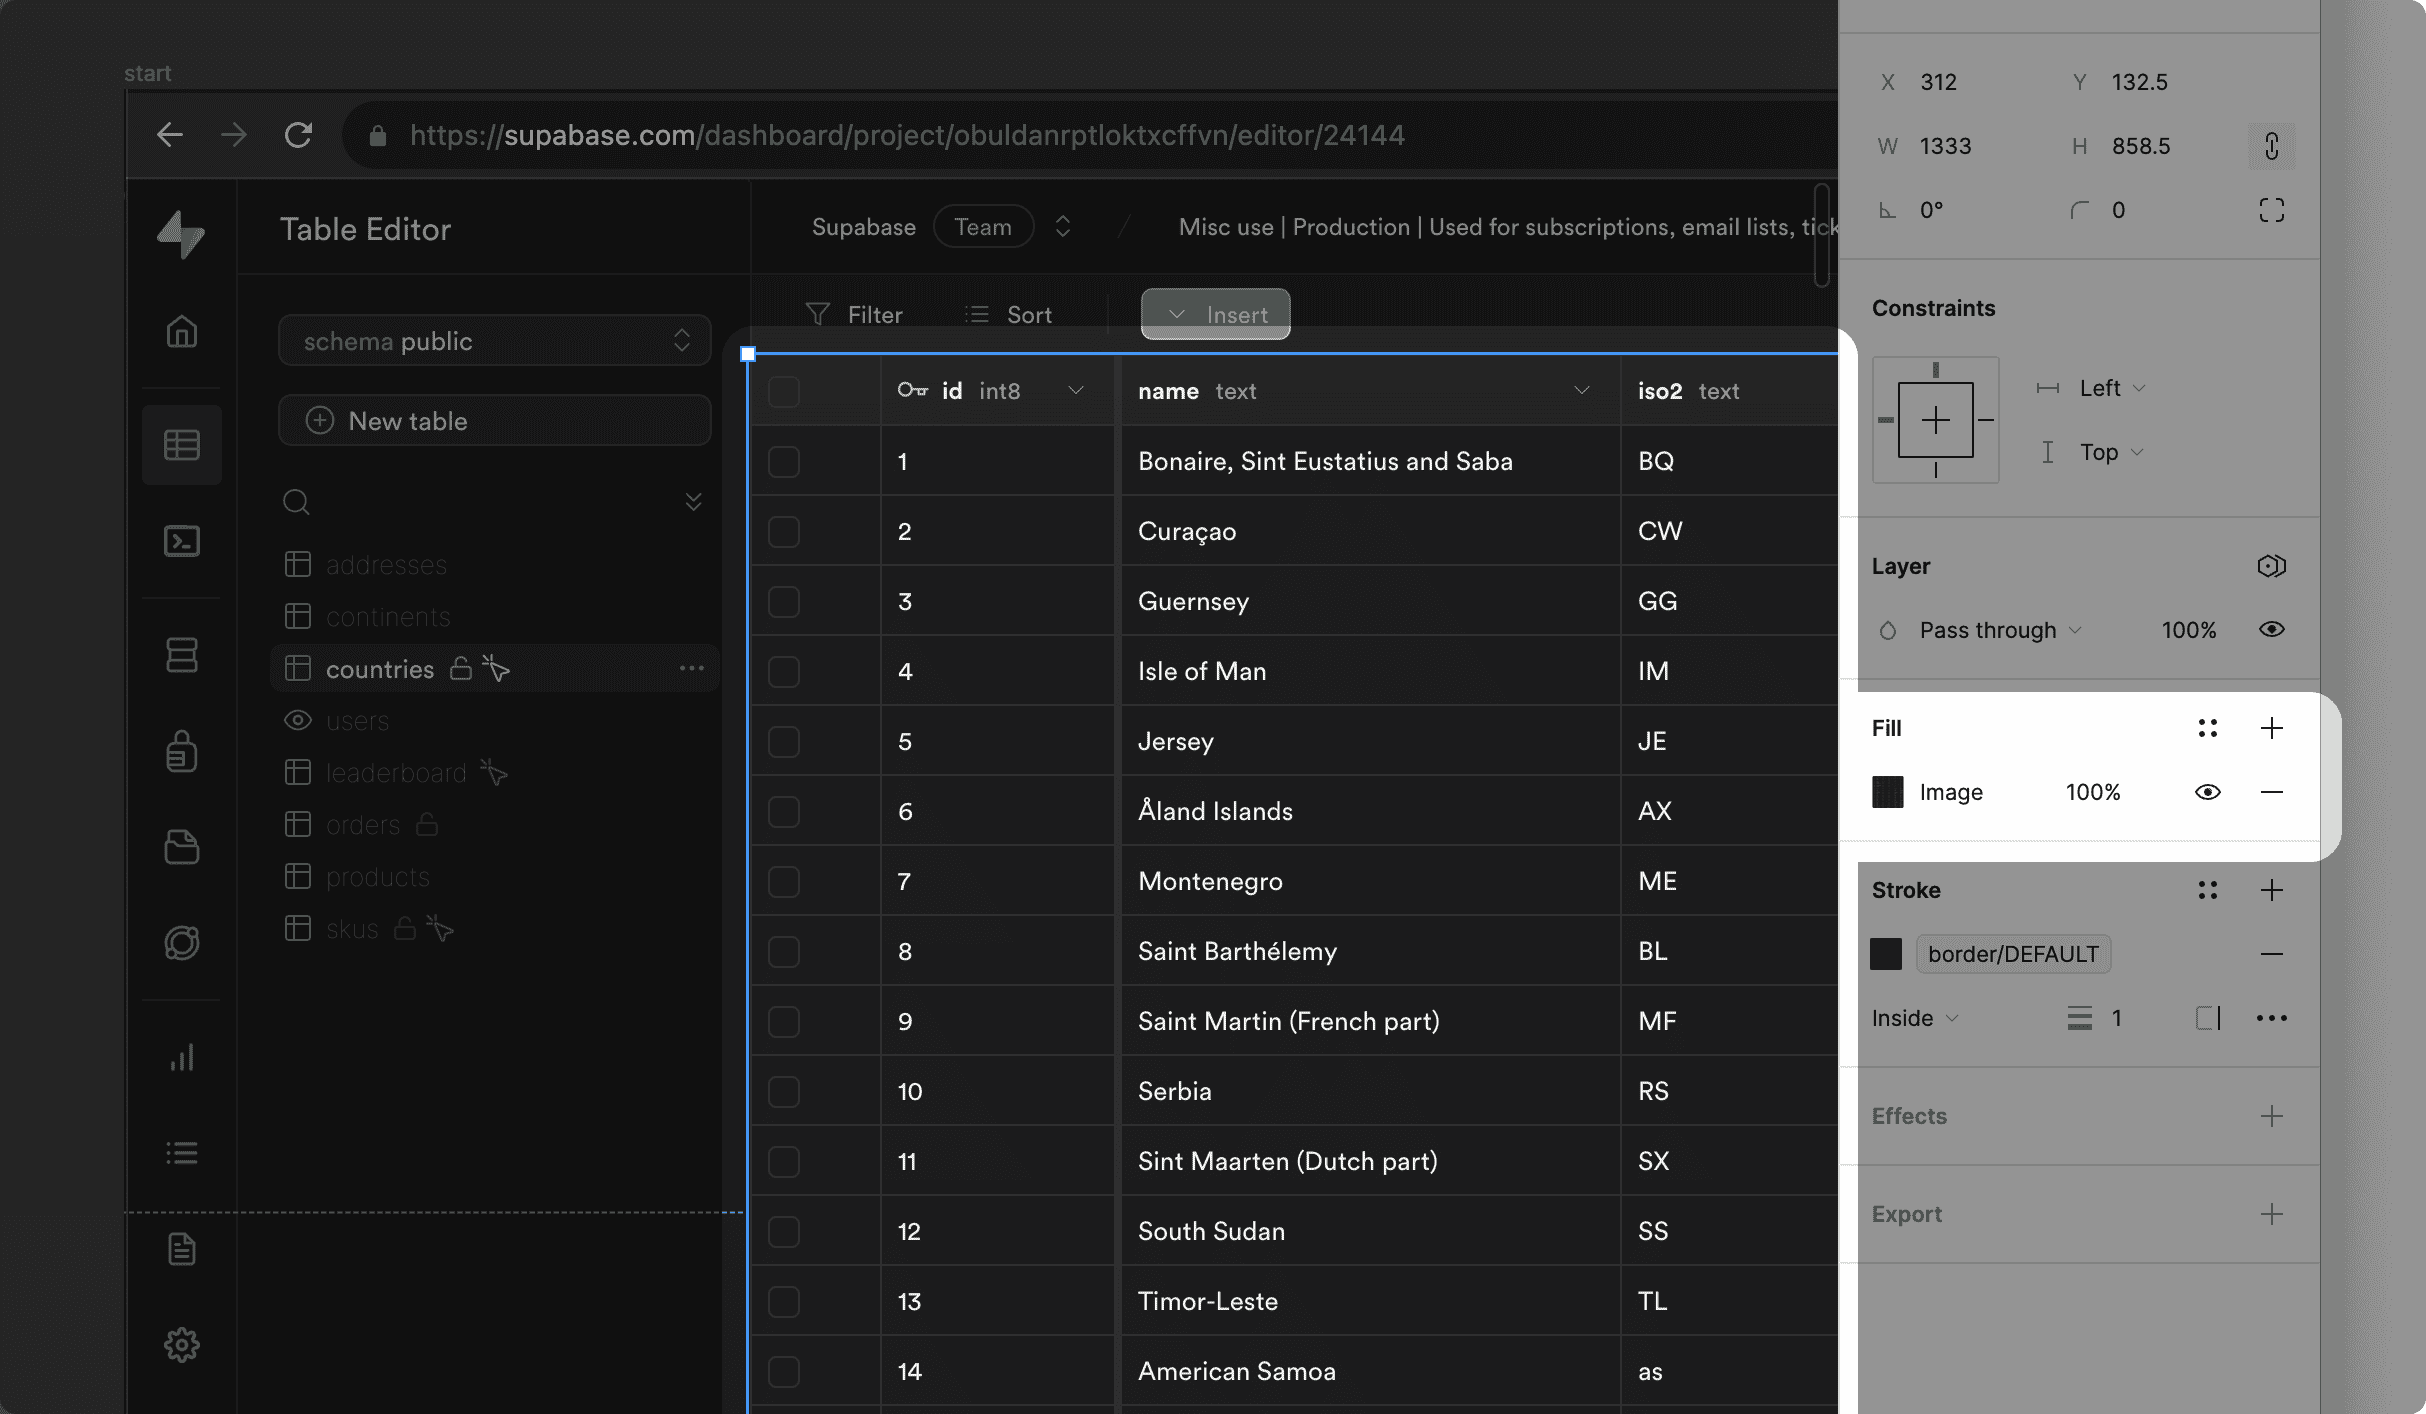 start
https://supabase.com/dashboard/project/obuldanrptloktxcffvn/editor/24144
Table Editor
Supabase Team Misc use | Production | Used for subscriptions, email lists, tick
schema public
New table
addresses
continents
countries
users
leaderboard
orders
products
skus
Filter Sort Insert
id int8 name text iso2 text
1 Bonaire, Sint Eustatius and Saba BQ
2 Curaçao CW
3 Guernsey GG
4 Isle of Man IM
5 Jersey JE
6 Åland Islands AX
7 Montenegro ME
8 Saint Barthélemy BL
9 Saint Martin (French part) MF
10 Serbia RS
11 Sint Maarten (Dutch part) SX
12 South Sudan SS
13 Timor-Leste TL
14 American Samoa as
X 312 Y 132.5
W 1333 H 858.5
0° 0
Constraints
Left
Top
Layer
Pass through 100%
Fill
Image 100%
Stroke
border/DEFAULT
Inside 1
Effects
Export